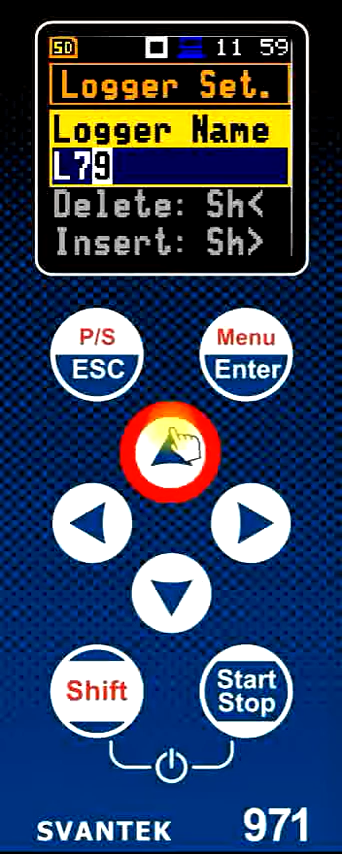 SD 11 59
Logger Set.
Logger Name
L79
Delete: Sh<
Insert: Sh>
P/S
ESC
Menu
Enter
Shift
Start
Stop
SVANTEK 971